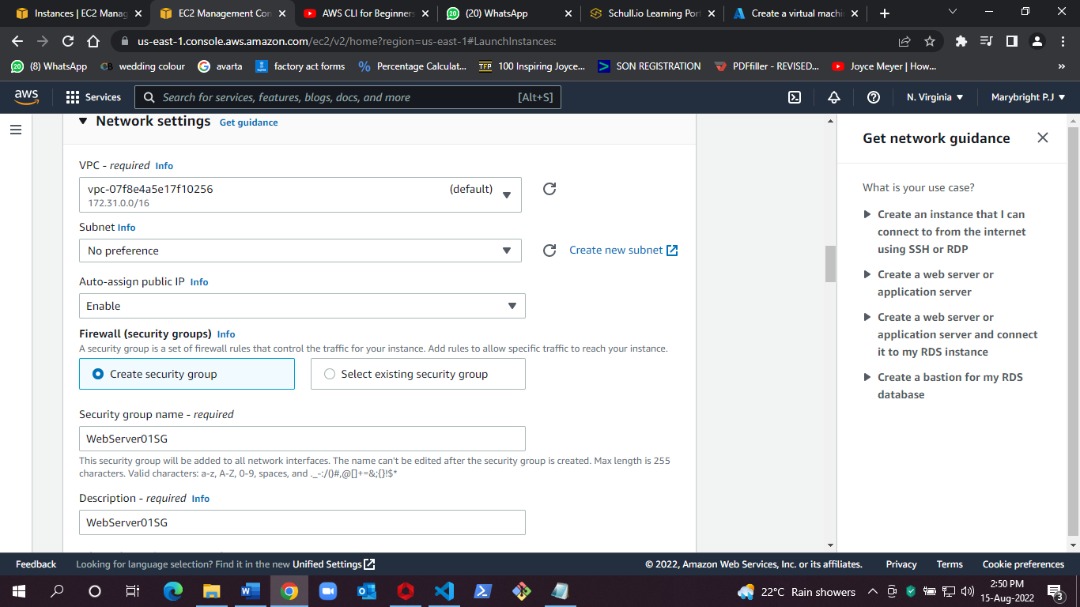 Instances | EC2 Manag
EC2 Management Con
AWS CLI for Beginners
(20) WhatsApp
Schull.io Learning Por
Create a virtual machi
us-east-1.console.aws.amazon.com/ec2/v2/home?region=us-east-1#LaunchInstances:
(8) WhatsApp
wedding colour
avarta
factory act forms
Percentage Calculat...
100 Inspiring Joyce...
SON REGISTRATION
PDFfiller - REVISED...
Joyce Meyer | How...
aws
Services
Search for services, features, blogs, docs, and more
[Alt+S]
N. Virginia
Marybright P.J
Network settings Get guidance
VPC - required Info
vpc-07f8e4a5e17f10256
(default)
172.31.0.0/16
Subnet Info
No preference
Create new subnet
Auto-assign public IP Info
Enable
Firewall (security groups) Info
A security group is a set of firewall rules that control the traffic for your instance. Add rules to allow specific traffic to reach your instance.
Create security group
Select existing security group
Security group name - required
WebServer01SG
This security group will be added to all network interfaces. The name can't be edited after the security group is created. Max length is 255
characters. Valid characters: a-z, A-Z, 0-9, spaces, and ._-:/()#,@[]+=&;{}!$*
Description - required Info
WebServer01SG
Get network guidance
What is your use case?
Create an instance that I can
connect to from the internet
using SSH or RDP
Create a web server or
application server
Create a web server or
application server and connect
it to my RDS instance
Create a bastion for my RDS
database
Feedback
Looking for language selection? Find it in the new Unified Settings
© 2022, Amazon Web Services, Inc. or its affiliates.
Privacy
Terms
Cookie preferences
22°C Rain showers
2:50 PM
15-Aug-2022
3